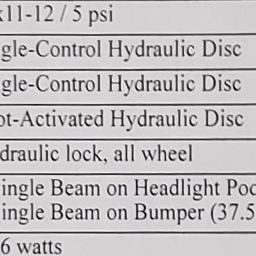 x11-12 / 5 psi
gle-Control Hydraulic Disc
gle-Control Hydraulic Disc
ot-Activated Hydraulic Disc
draulic lock, all wheel
ingle Beam on Headlight Poc
ingle Beam on Bumper (37.5
6 watts